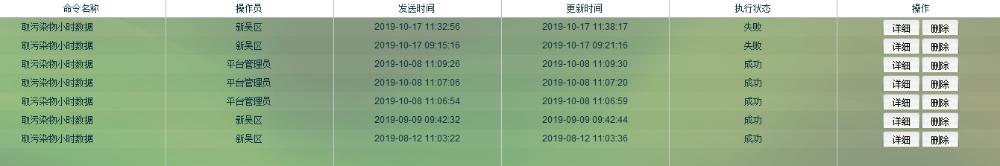 命令名称 操作员 发送时间 更新时间 执行状态 操作
取污染物小时数据 新吴区 2019-10-17 11:32:56 2019-10-17 11:38:17 失败 详细 删除
取污染物小时数据 新吴区 2019-10-17 09:15:16 2019-10-17 09:21:16 失败 详细 删除
取污染物小时数据 平台管理员 2019-10-08 11:09:26 2019-10-08 11:09:30 成功 详细 删除
取污染物小时数据 平台管理员 2019-10-08 11:07:06 2019-10-08 11:07:20 成功 详细 删除
取污染物小时数据 平台管理员 2019-10-08 11:06:54 2019-10-08 11:06:59 成功 详细 删除
取污染物小时数据 新吴区 2019-09-09 09:42:32 2019-09-09 09:42:44 成功 详细 删除
取污染物小时数据 新吴区 2019-08-12 11:03:22 2019-08-12 11:03:36 成功 详细 删除